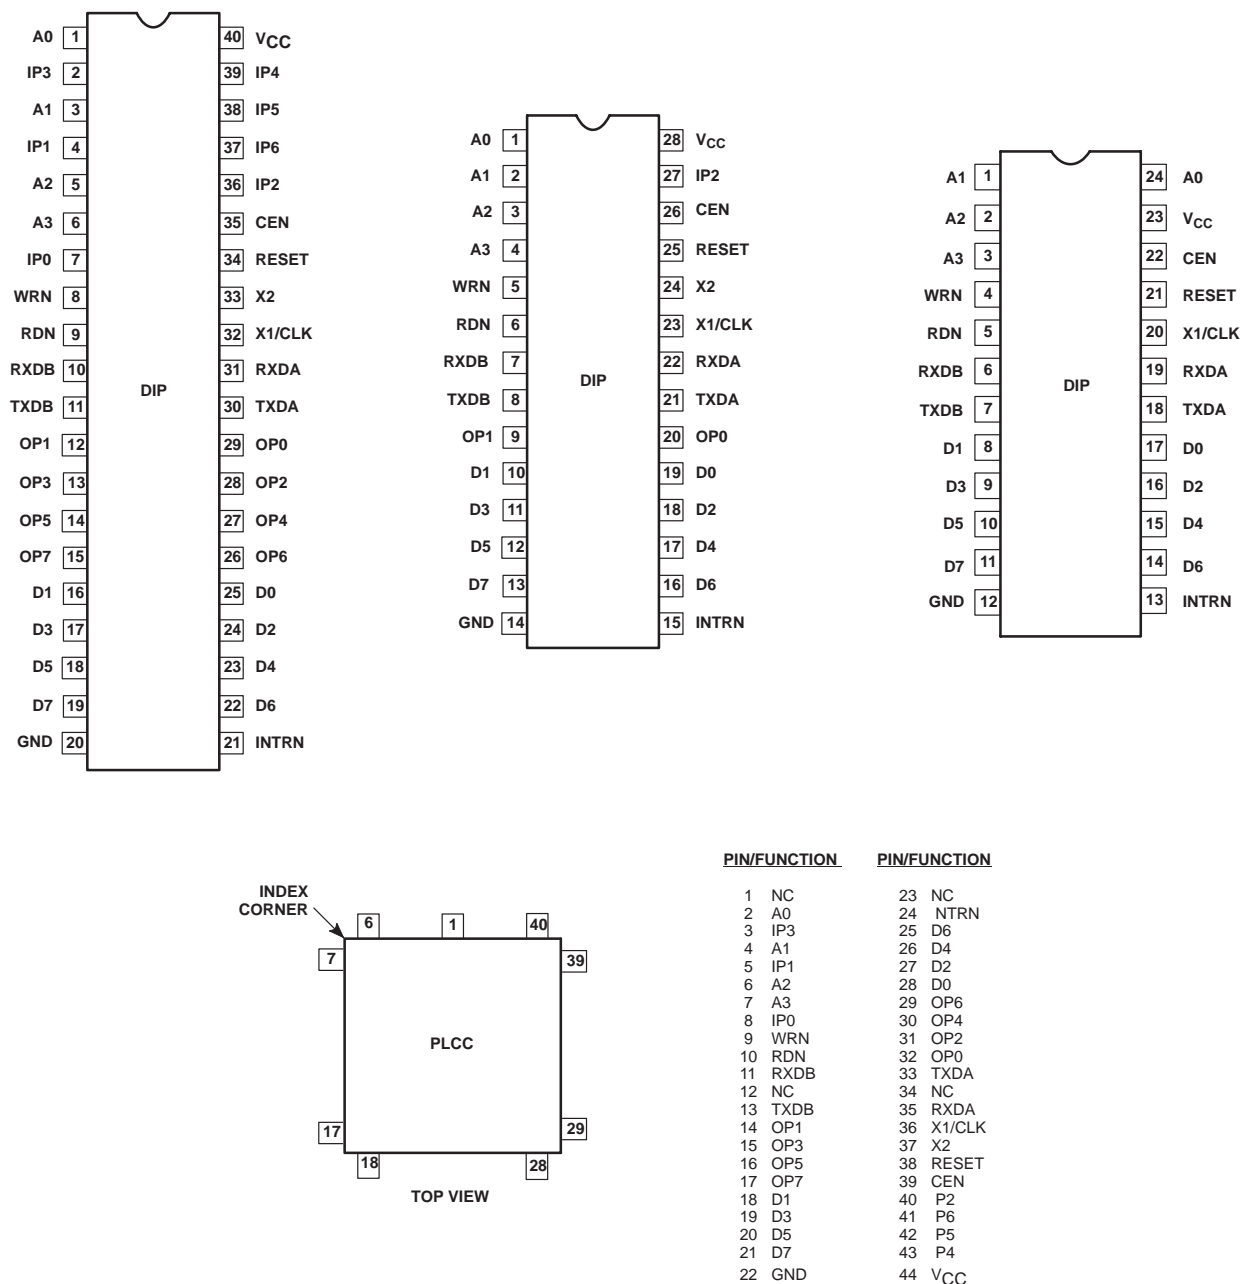 A0 1 40 VCC
IP3 2 39 IP4
A1 3 38 IP5
IP1 4 37 IP6
A2 5 36 IP2
A3 6 35 CEN
IP0 7 34 RESET
WRN 8 33 X2
RDN 9 32 X1/CLK
RXDB 10 31 RXDA
DIP
TXDB 11 30 TXDA
OP1 12 29 OP0
OP3 13 28 OP2
OP5 14 27 OP4
OP7 15 26 OP6
D1 16 25 D0
D3 17 24 D2
D5 18 23 D4
D7 19 22 D6
GND 20 21 INTRN
A0 1 28 VCC
A1 2 27 IP2
A2 3 26 CEN
A3 4 25 RESET
WRN 5 24 X2
RDN 6 23 X1/CLK
RXDB 7 22 RXDA
DIP
TXDB 8 21 TXDA
OP1 9 20 OP0
D1 10 19 D0
D3 11 18 D2
D5 12 17 D4
D7 13 16 D6
GND 14 15 INTRN
A1 1 24 A0
A2 2 23 VCC
A3 3 22 CEN
WRN 4 21 RESET
RDN 5 20 X1/CLK
RXDB 6 19 RXDA
DIP
TXDB 7 18 TXDA
D1 8 17 D0
D3 9 16 D2
D5 10 15 D4
D7 11 14 D6
GND 12 13 INTRN
INDEX
CORNER
6 1 40
7 39
PLCC
17 29
18 28
TOP VIEW
PIN/FUNCTION PIN/FUNCTION
1 NC 23 NC
2 A0 24 NTRN
3 IP3 25 D6
4 A1 26 D4
5 IP1 27 D2
6 A2 28 D0
7 A3 29 OP6
8 IP0 30 OP4
9 WRN 31 OP2
10 RDN 32 OP0
11 RXDB 33 TXDA
12 NC 34 NC
13 TXDB 35 RXDA
14 OP1 36 X1/CLK
15 OP3 37 X2
16 OP5 38 RESET
17 OP7 39 CEN
18 D1 40 P2
19 D3 41 P6
20 D5 42 P5
21 D7 43 P4
22 GND 44 VCC